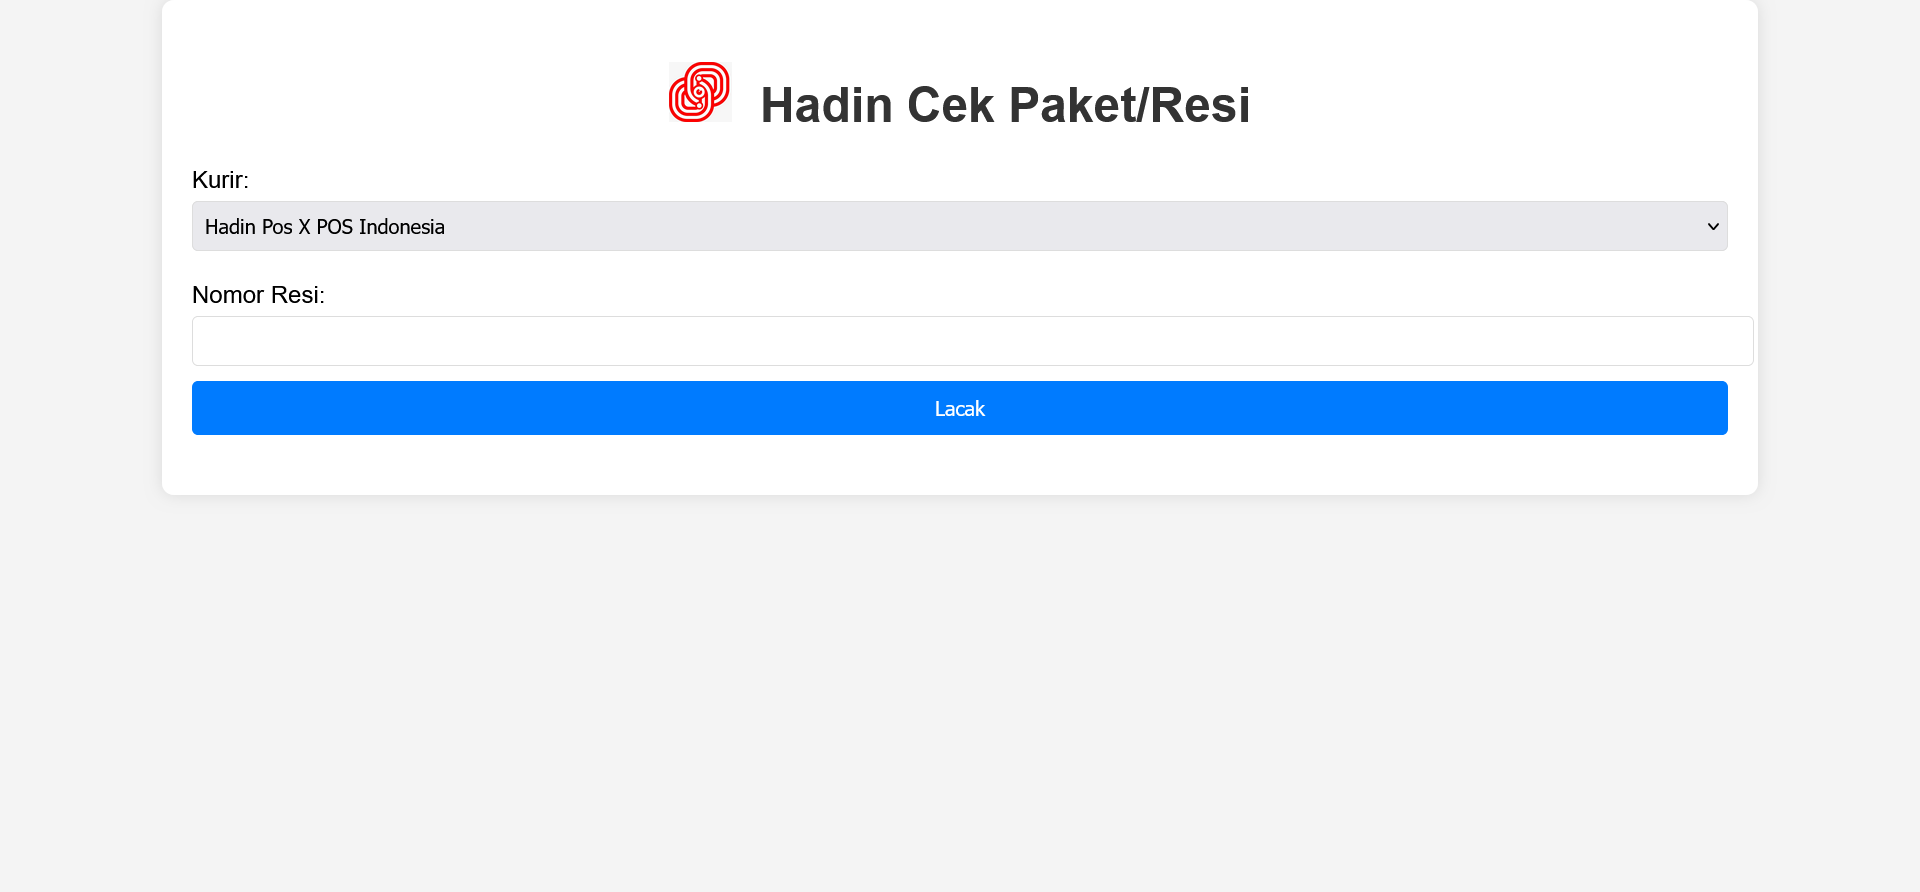 Hadin Cek Paket/Resi
Kurir:
Hadin Pos X POS Indonesia
Nomor Resi:
Lacak